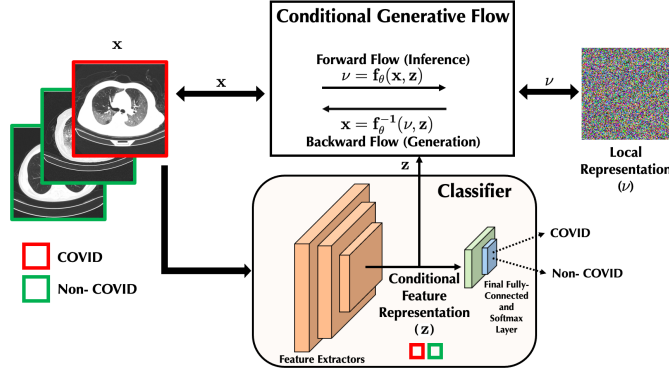 Conditional Generative Flow
x
x
Forward Flow (Inference)
ν = f_θ(x, z)
x = f_θ^{-1}(ν, z)
Backward Flow (Generation)
ν
Local
Representation
(ν)
z
Classifier
COVID
Non- COVID
COVID
Non- COVID
Conditional
Feature
Representation
(z)
Final Fully-
Connected
and
Softmax
Layer
Feature Extractors